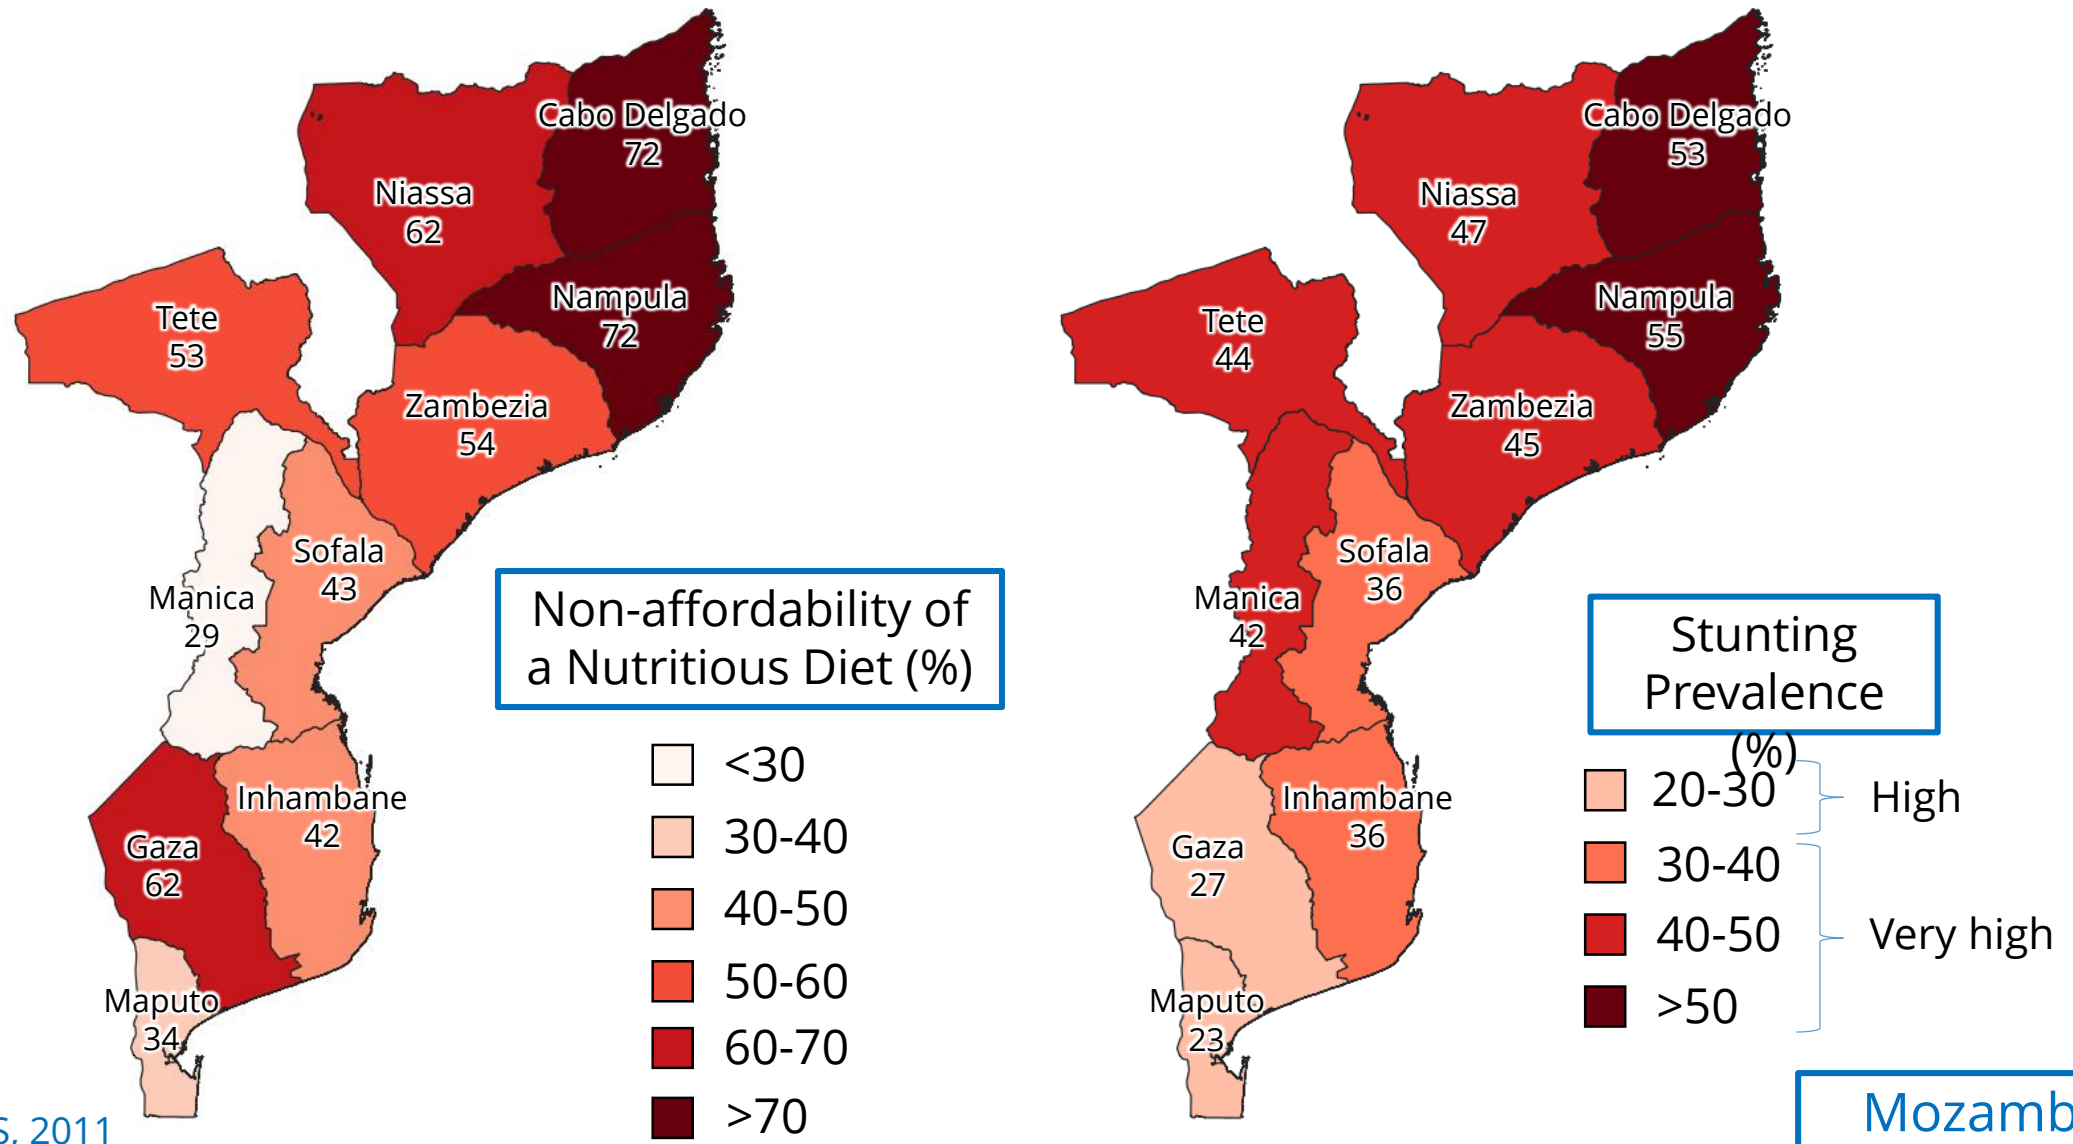 Cabo Delgado
72
Niassa
62
Nampula
72
Tete
53
Zambezia
54
Sofala
43
Manica
29
Inhambane
42
Gaza
62
Maputo
34
Non-affordability of
a Nutritious Diet (%)
<30
30-40
40-50
50-60
60-70
>70
, 2011
Cabo Delgado
53
Niassa
47
Nampula
55
Tete
44
Zambezia
45
Sofala
36
Manica
42
Inhambane
36
Gaza
27
Maputo
23
Stunting
Prevalence
(%)
20-30
High
30-40
40-50
Very high
>50
Mozamb